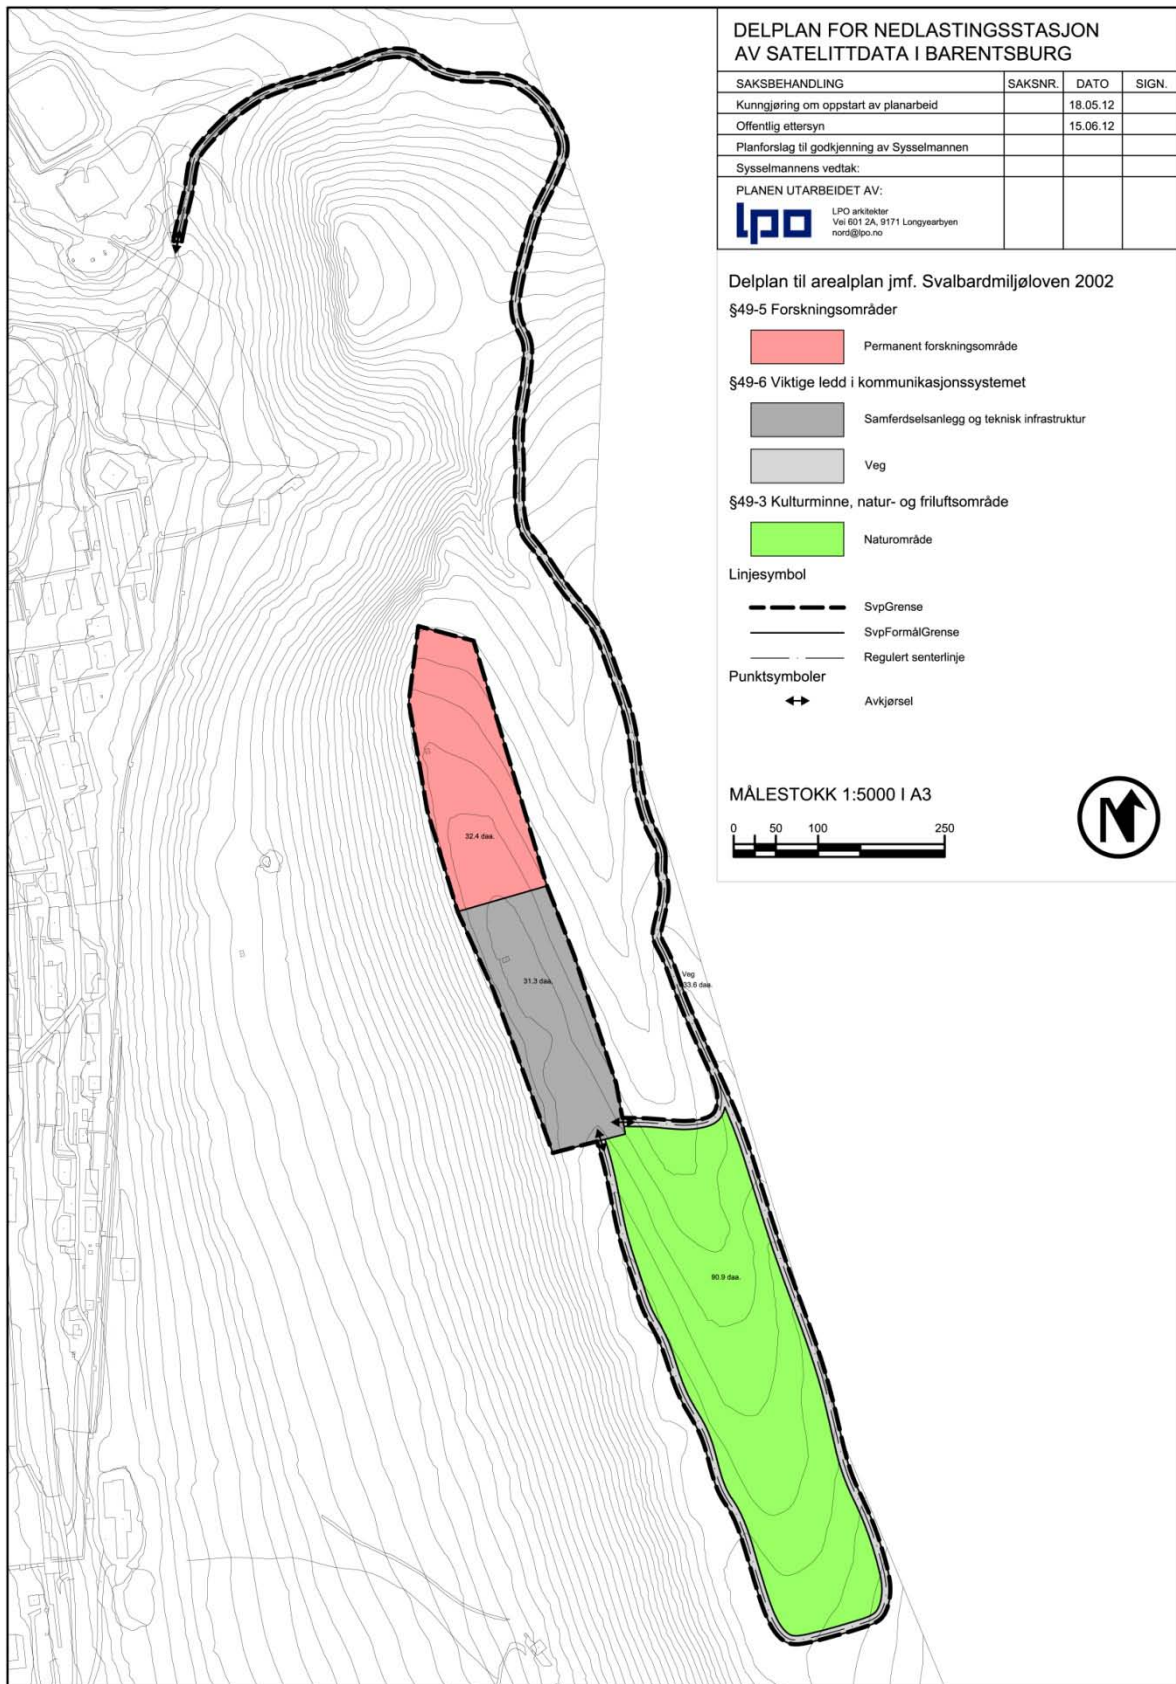 DELPLAN FOR NEDLASTINGSSTASJON
AV SATELITTDATA I BARENTSBURG
SAKSBEHANDLING SAKSNR. DATO SIGN.
Kunngjøring om oppstart av planarbeid 18.05.12
Offentlig ettersyn 15.06.12
Planforslag til godkjenning av Sysselmannen
Sysselmannens vedtak:
PLANEN UTARBEIDET AV:
lpo
LPO arkitekter
Vei 601 2A, 9171 Longyearbyen
nord@lpo.no
Delplan til arealplan jmf. Svalbardmiljøloven 2002
§49-5 Forskningsområder
Permanent forskningsområde
§49-6 Viktige ledd i kommunikasjonssystemet
Samferdselsanlegg og teknisk infrastruktur
Veg
§49-3 Kulturminne, natur- og friluftsområde
Naturområde
Linjesymbol
SvpGrense
SvpFormålGrense
Regulert senterlinje
Punktsymboler
Avkjørsel
MÅLESTOKK 1:5000 I A3
0 50 100 250
N
32.4 daa.
31.3 daa.
Veg
33.6 daa.
90.9 daa.